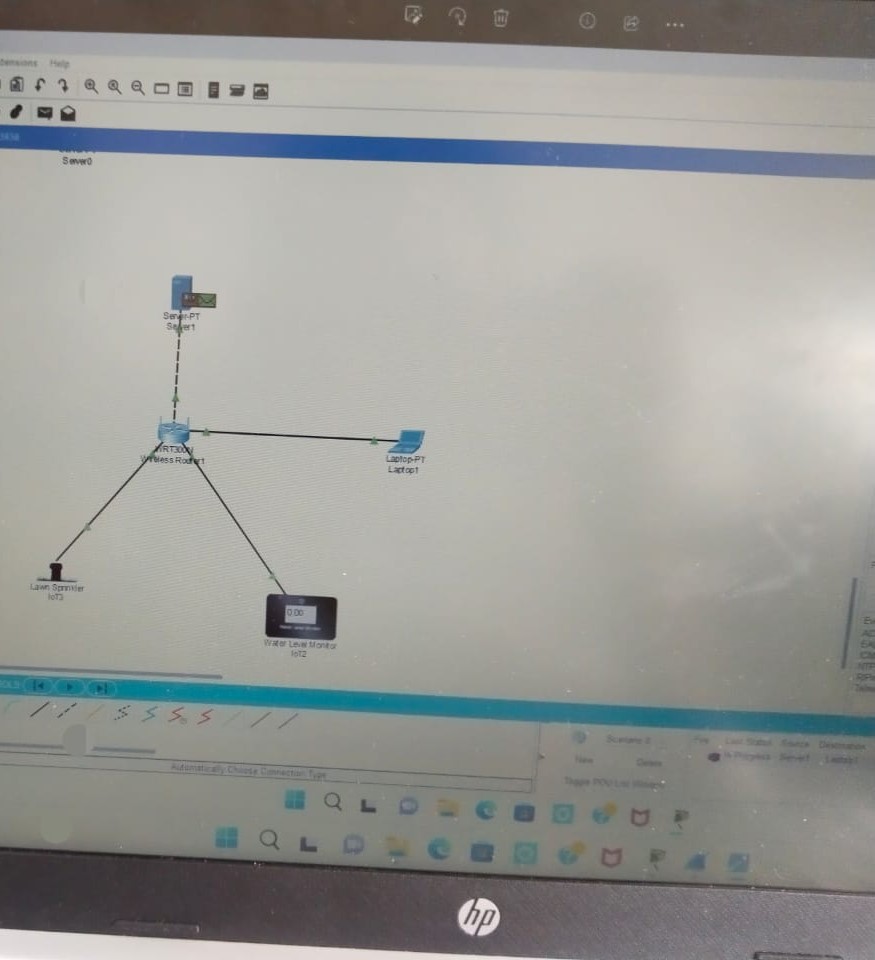 Help
Server0
Server-PT
Server1
WRT300N
Wireless Router1
Laptop-PT
Laptop1
Lawn Sprinkler
IoT3
0.00
Water Level Monitor
IoT2
Automatically Choose Connection Type
Scenario 0
Fire Last Status Source Destination
New Delete
Server1 Laptop1
Toggle PDU List Window
hp